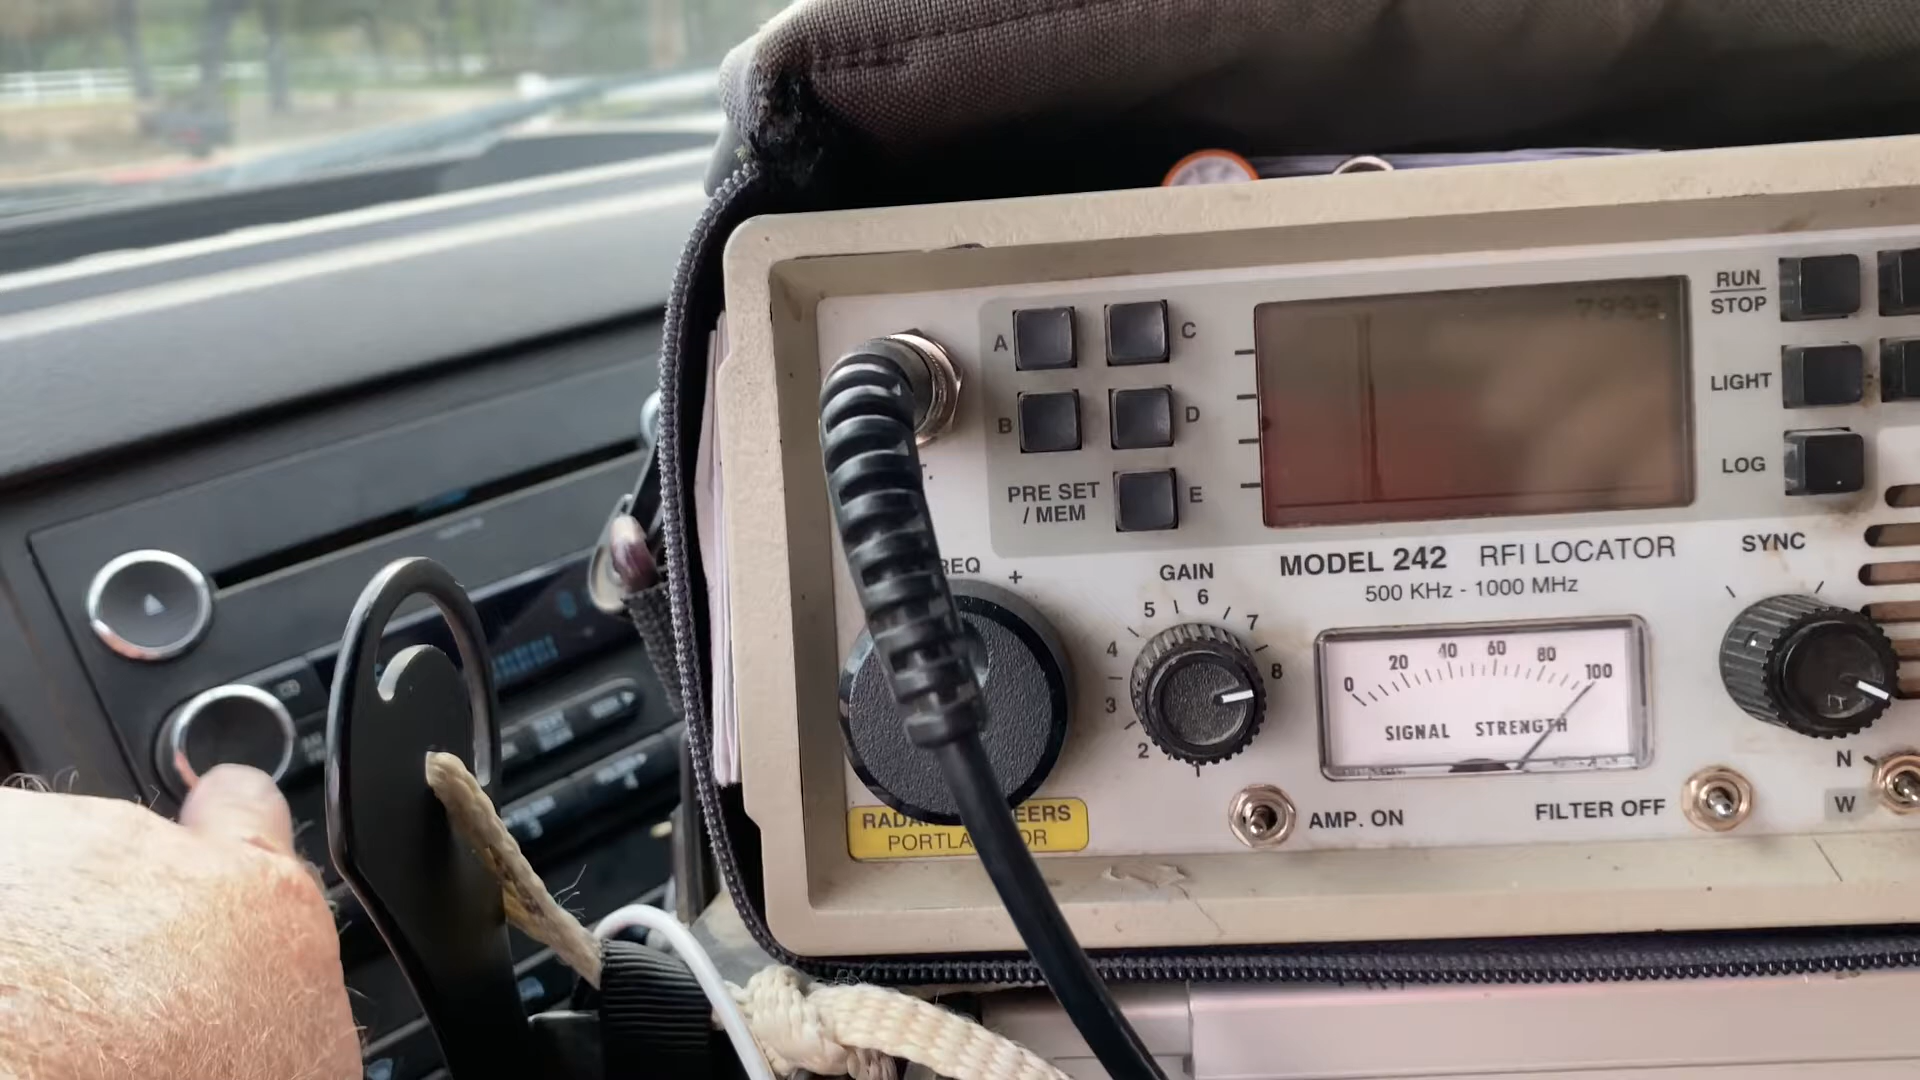 A
C
B
D
PRE SET
/ MEM
E
7999
RUN
STOP
LIGHT
LOG
MODEL 242 RFI LOCATOR
500 KHz - 1000 MHz
SYNC
+
GAIN
1
2
3
4
5
6
7
8
0 20 40 60 80 100
SIGNAL STRENGTH
AMP. ON
FILTER OFF
N
W